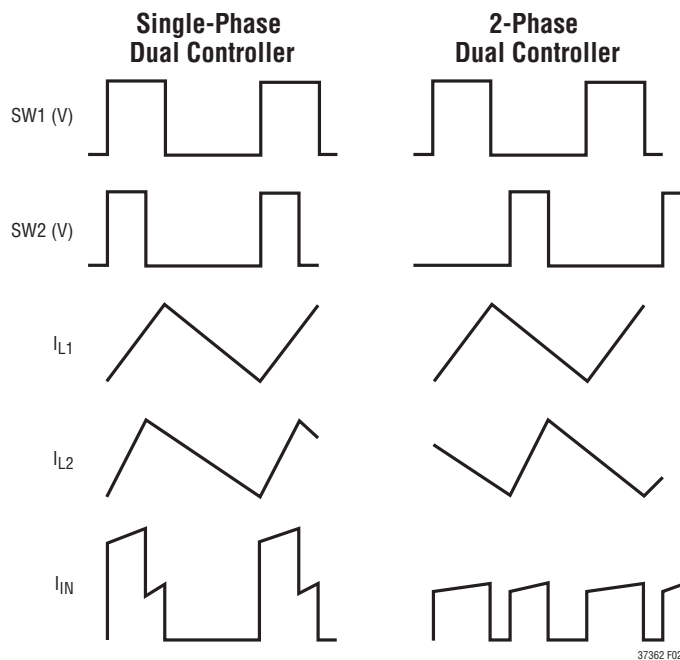 Single-Phase
Dual Controller
2-Phase
Dual Controller
SW1 (V)
SW2 (V)
IL1
IL2
IIN
37362 F02